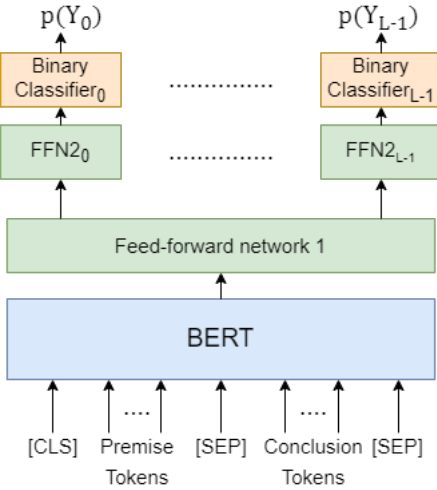 p(Y0) p(YL-1)
Binary Classifier0 ................... Binary Classifier L-1
FFN20 ................... FFN2L-1
Feed-forward network 1
BERT
.... ....
[CLS] Premise Tokens [SEP] Conclusion Tokens [SEP]